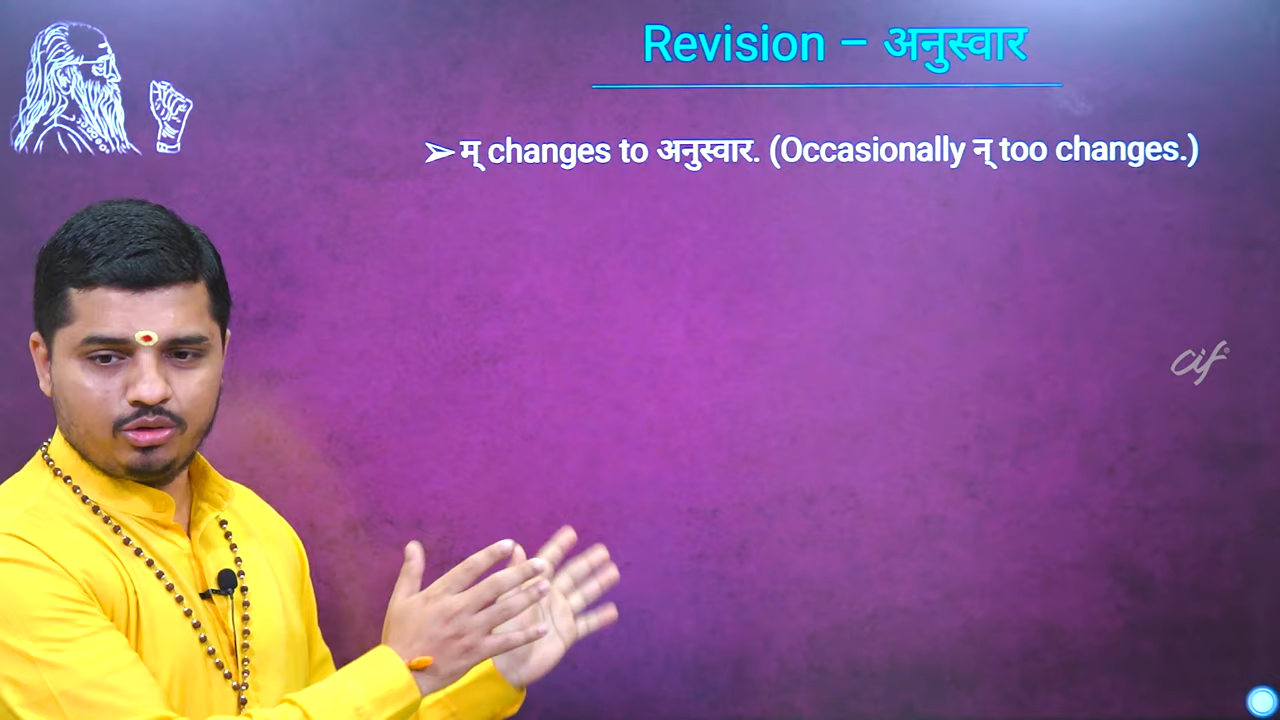 Revision – अनुस्वार
➢ म् changes to अनुस्वार. (Occasionally न् too changes.)
cif